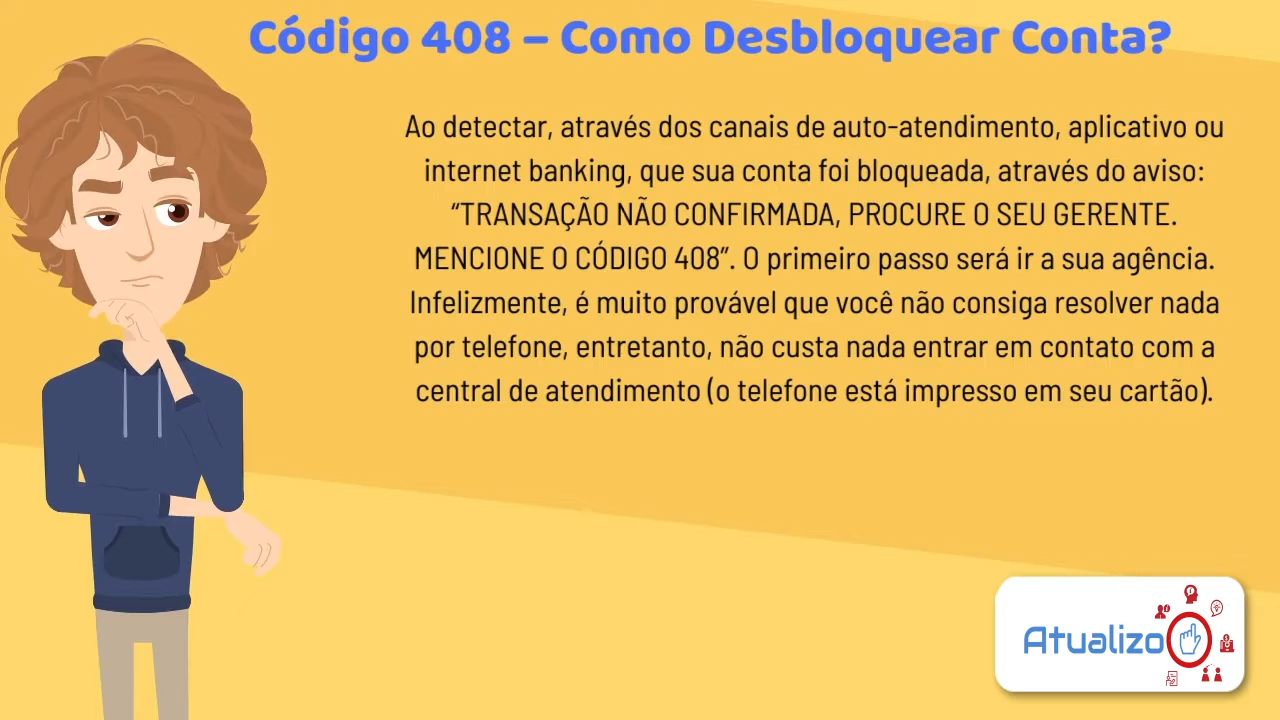 Código 408 – Como Desbloquear Conta?
Ao detectar, através dos canais de auto-atendimento, aplicativo ou
internet banking, que sua conta foi bloqueada, através do aviso:
“TRANSAÇÃO NÃO CONFIRMADA, PROCURE O SEU GERENTE.
MENCIONE O CÓDIGO 408”. O primeiro passo será ir a sua agência.
Infelizmente, é muito provável que você não consiga resolver nada
por telefone, entretanto, não custa nada entrar em contato com a
central de atendimento (o telefone está impresso em seu cartão).
Atualizo